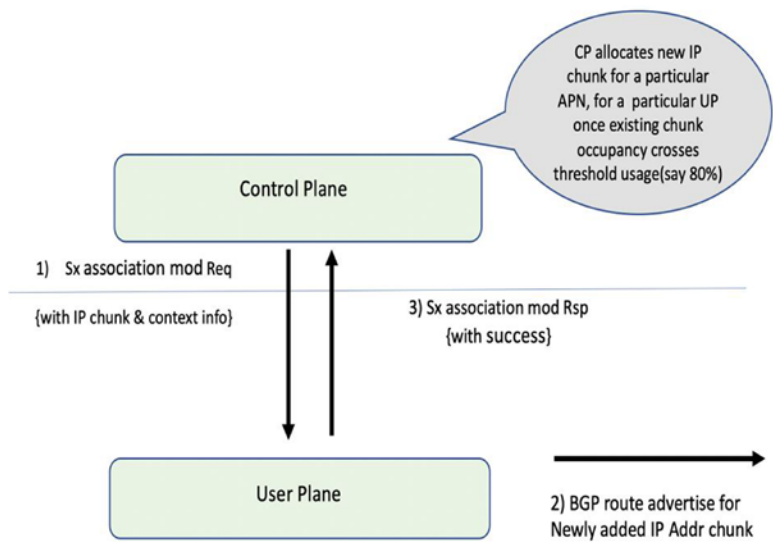 CP allocates new IP
chunk for a particular
APN, for a particular UP
once existing chunk
occupancy crosses
threshold usage(say 80%)
Control Plane
1) Sx association mod Req
{with IP chunk & context info}
3) Sx association mod Rsp
{with success}
User Plane
2) BGP route advertise for
Newly added IP Addr chunk